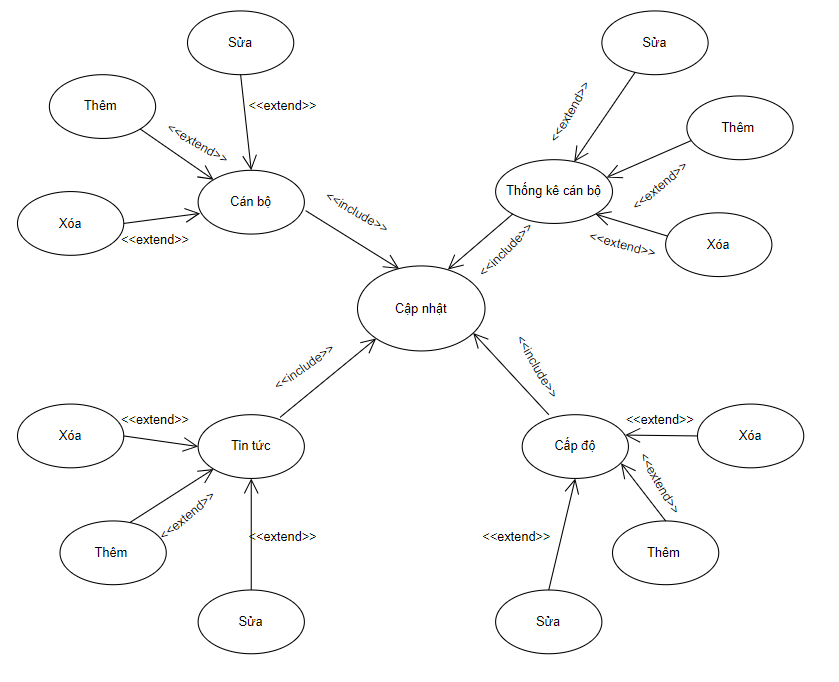 Sửa
Sửa
Thêm
<<extend>>
<<extend>>
Thêm
<<extend>>
<<extend>>
Cán bộ
Thống kê cán bộ
Xóa
<<extend>>
<<include>>
<<extend>>
Xóa
<<include>>
Cập nhật
<<include>>
<<include>>
Xóa
<<extend>>
<<extend>>
Xóa
Tin tức
Cấp độ
<<extend>>
<<extend>>
Thêm
<<extend>>
<<extend>>
Thêm
Sửa
Sửa